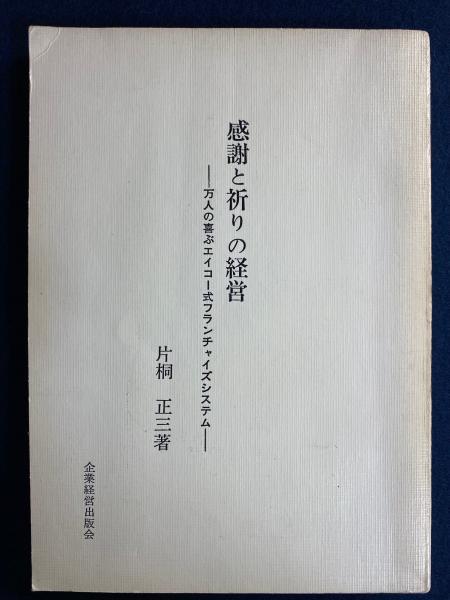 感謝と祈りの経営
――万人の喜ぶエイコー式フランチャイズシステム――
片桐 正三著
企業経営出版会